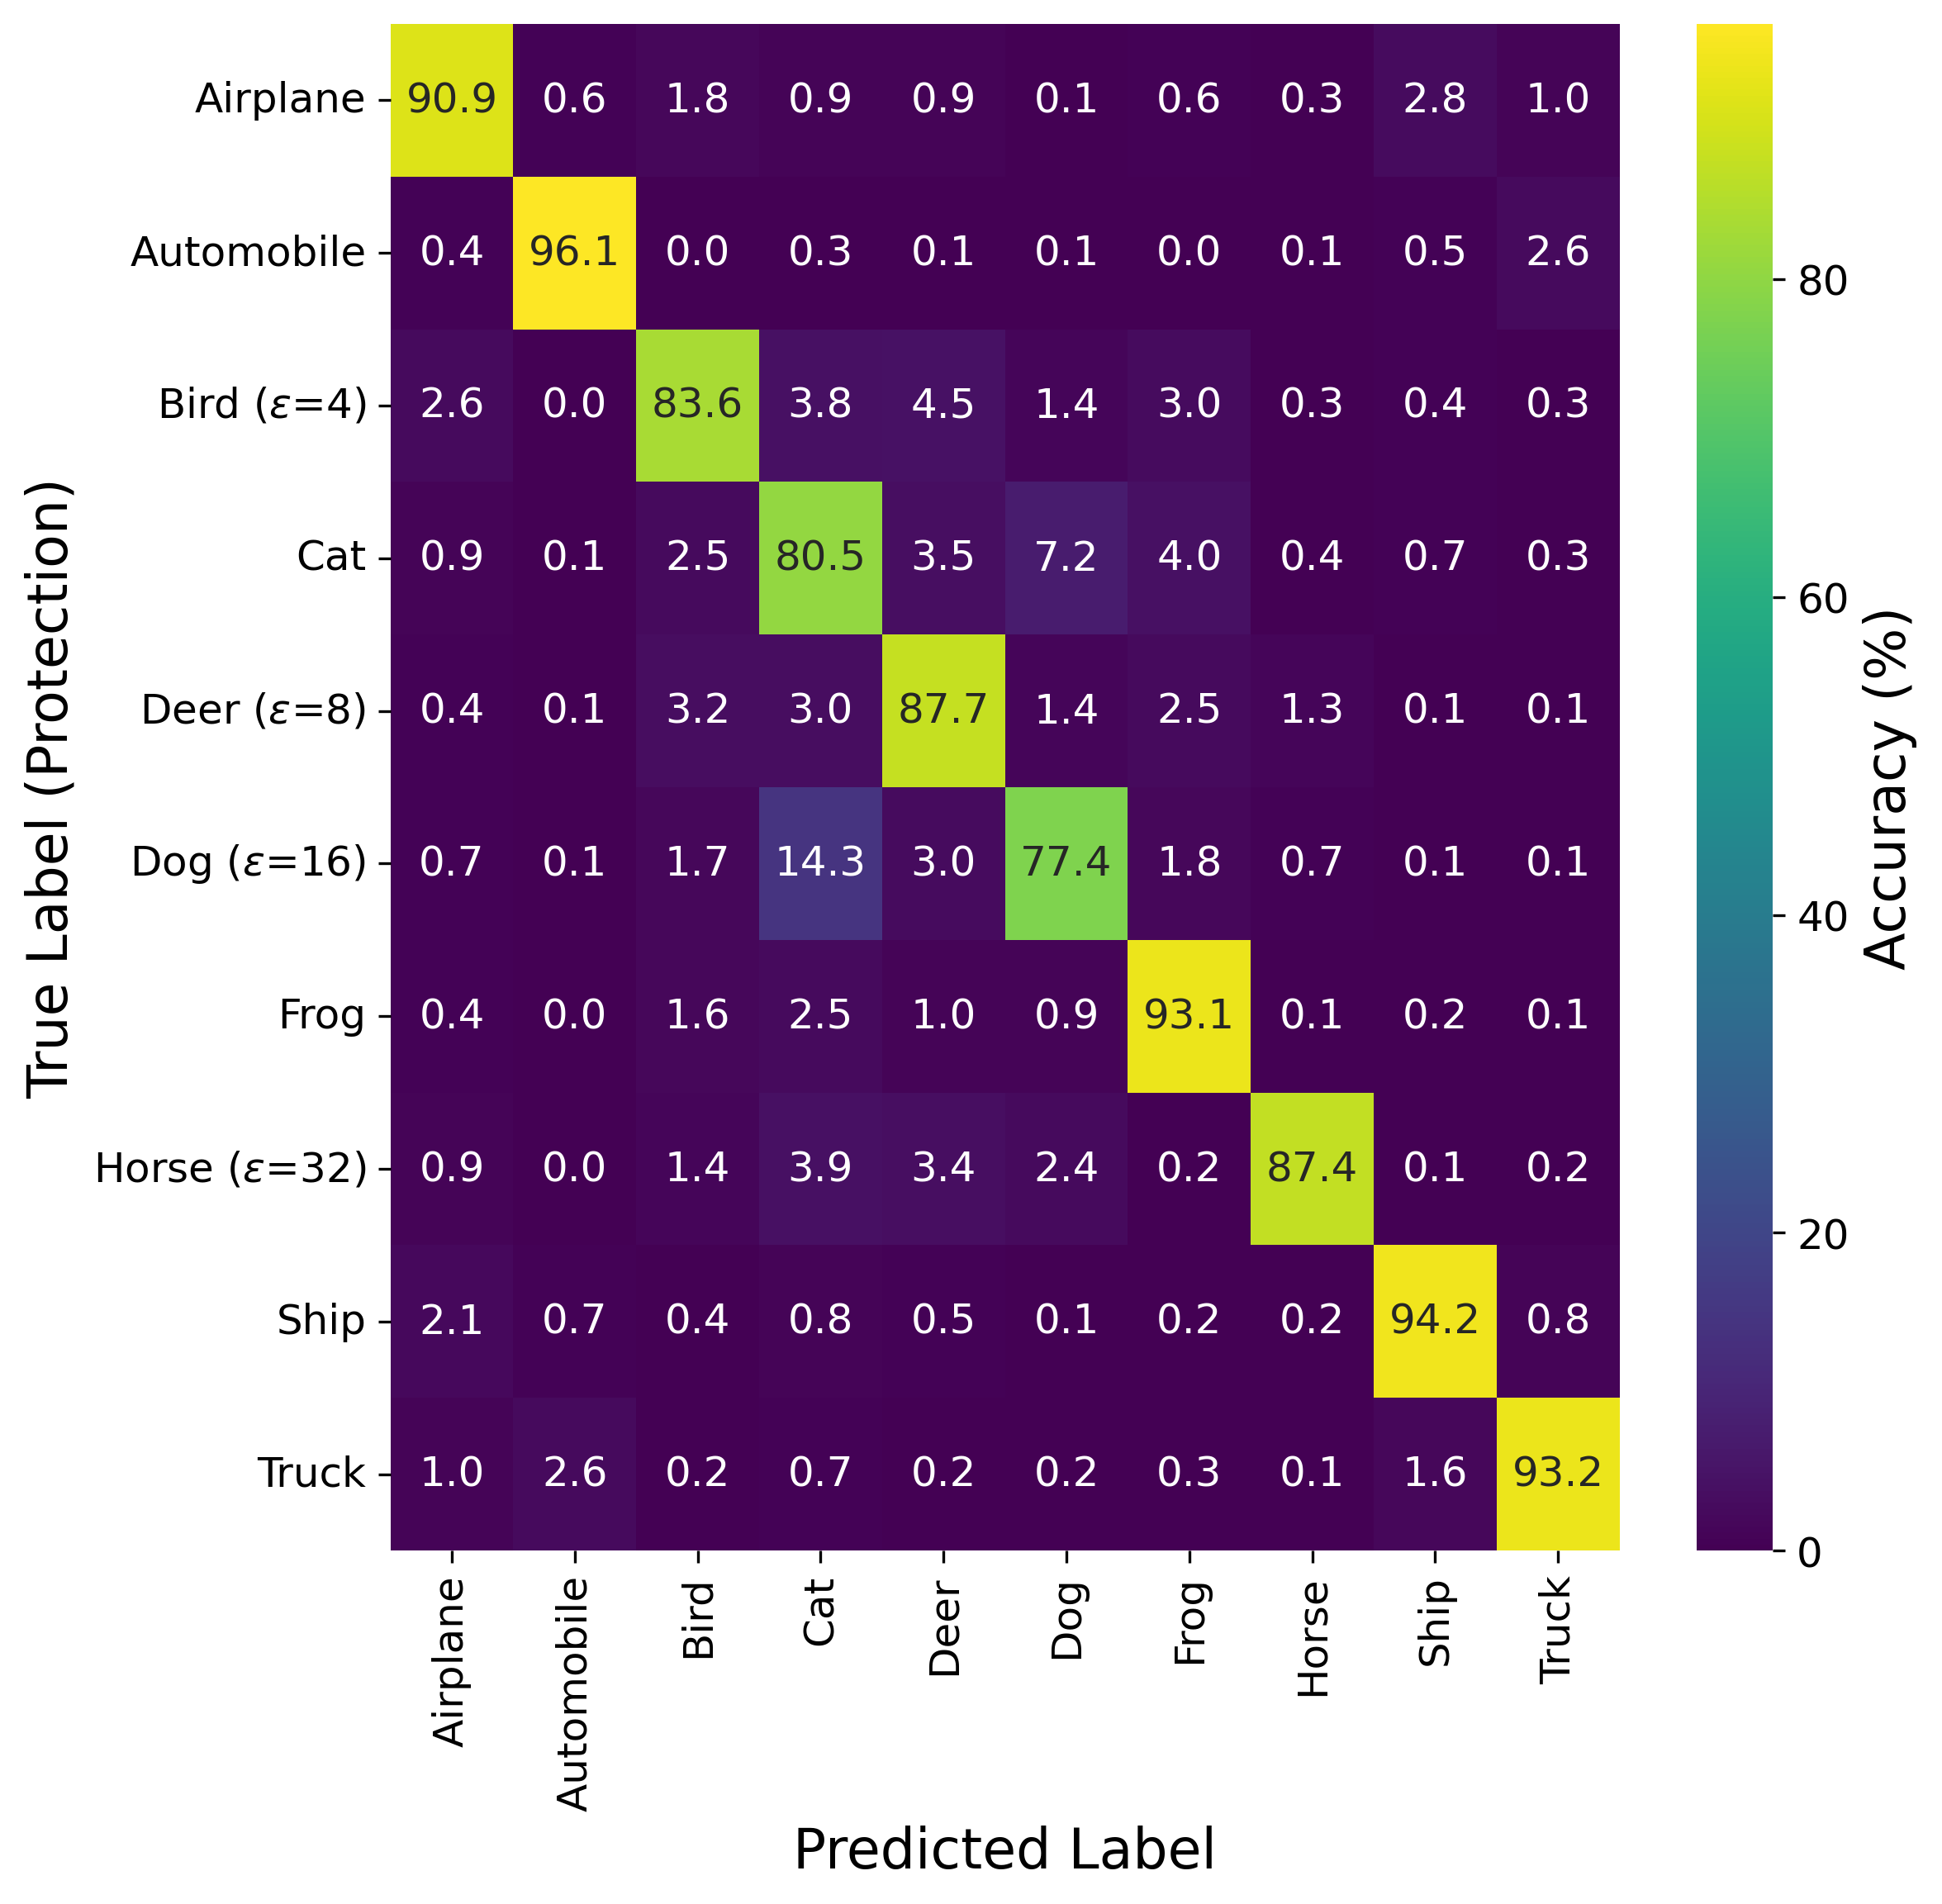 True Label (Protection)
Airplane 90.9 0.6 1.8 0.9 0.9 0.1 0.6 0.3 2.8 1.0
Automobile 0.4 96.1 0.0 0.3 0.1 0.1 0.0 0.1 0.5 2.6
Bird (ε=4) 2.6 0.0 83.6 3.8 4.5 1.4 3.0 0.3 0.4 0.3
Cat 0.9 0.1 2.5 80.5 3.5 7.2 4.0 0.4 0.7 0.3
Deer (ε=8) 0.4 0.1 3.2 3.0 87.7 1.4 2.5 1.3 0.1 0.1
Dog (ε=16) 0.7 0.1 1.7 14.3 3.0 77.4 1.8 0.7 0.1 0.1
Frog 0.4 0.0 1.6 2.5 1.0 0.9 93.1 0.1 0.2 0.1
Horse (ε=32) 0.9 0.0 1.4 3.9 3.4 2.4 0.2 87.4 0.1 0.2
Ship 2.1 0.7 0.4 0.8 0.5 0.1 0.2 0.2 94.2 0.8
Truck 1.0 2.6 0.2 0.7 0.2 0.2 0.3 0.1 1.6 93.2
Airplane Automobile Bird Cat Deer Dog Frog Horse Ship Truck
Predicted Label
80
60
40
20
0
Accuracy (%)